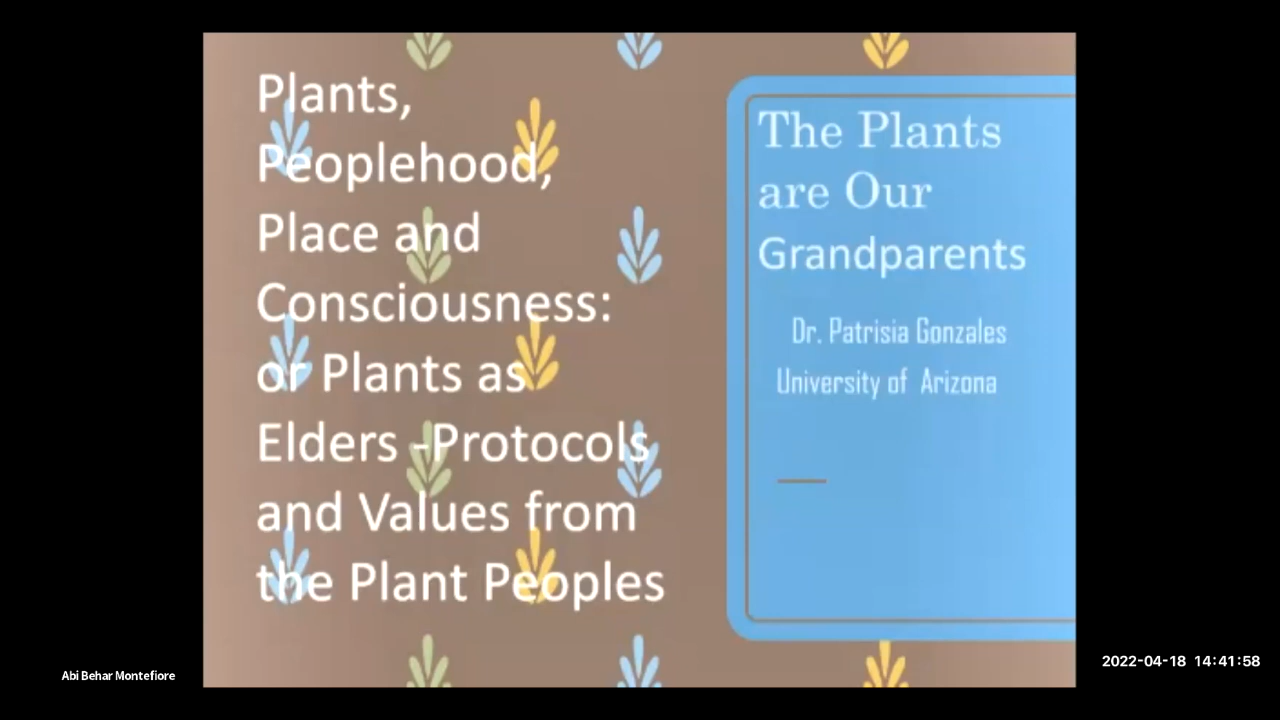 Plants,
Peoplehood,
Place and
Consciousness:
or Plants as
Elders -Protocols
and Values from
the Plant Peoples
The Plants
are Our
Grandparents
Dr. Patrisia Gonzales
University of Arizona
Abi Behar Montefiore
2022-04-18 14:41:58